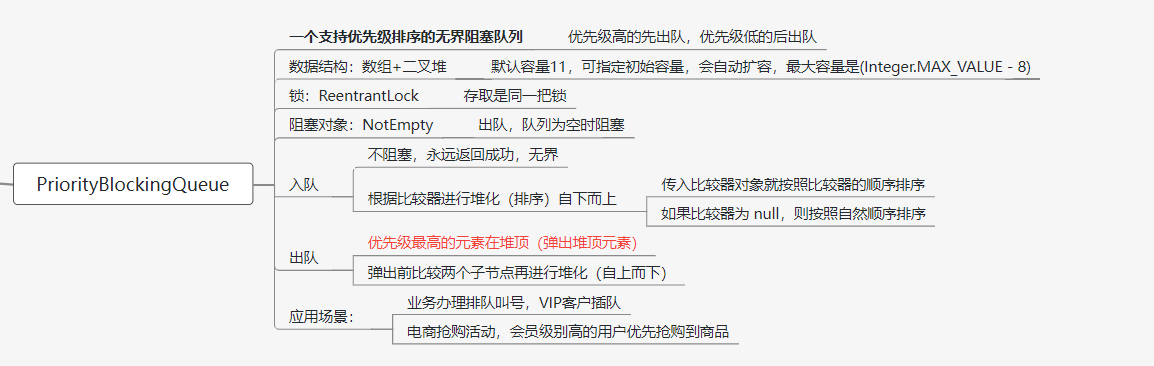 一个支持优先级排序的无界阻塞队列 优先级高的先出队，优先级低的后出队
数据结构：数组+二叉堆 默认容量11，可指定初始容量，会自动扩容，最大容量是(Integer.MAX_VALUE - 8)
锁：ReentrantLock 存取是同一把锁
阻塞对象：NotEmpty 出队，队列为空时阻塞
PriorityBlockingQueue
入队
不阻塞，永远返回成功，无界
根据比较器进行堆化（排序）自下而上
传入比较器对象就按照比较器的顺序排序
如果比较器为 null，则按照自然顺序排序
出队
优先级最高的元素在堆顶（弹出堆顶元素）
弹出前比较两个子节点再进行堆化（自上而下）
应用场景：
业务办理排队叫号，VIP客户插队
电商抢购活动，会员级别高的用户优先抢购到商品